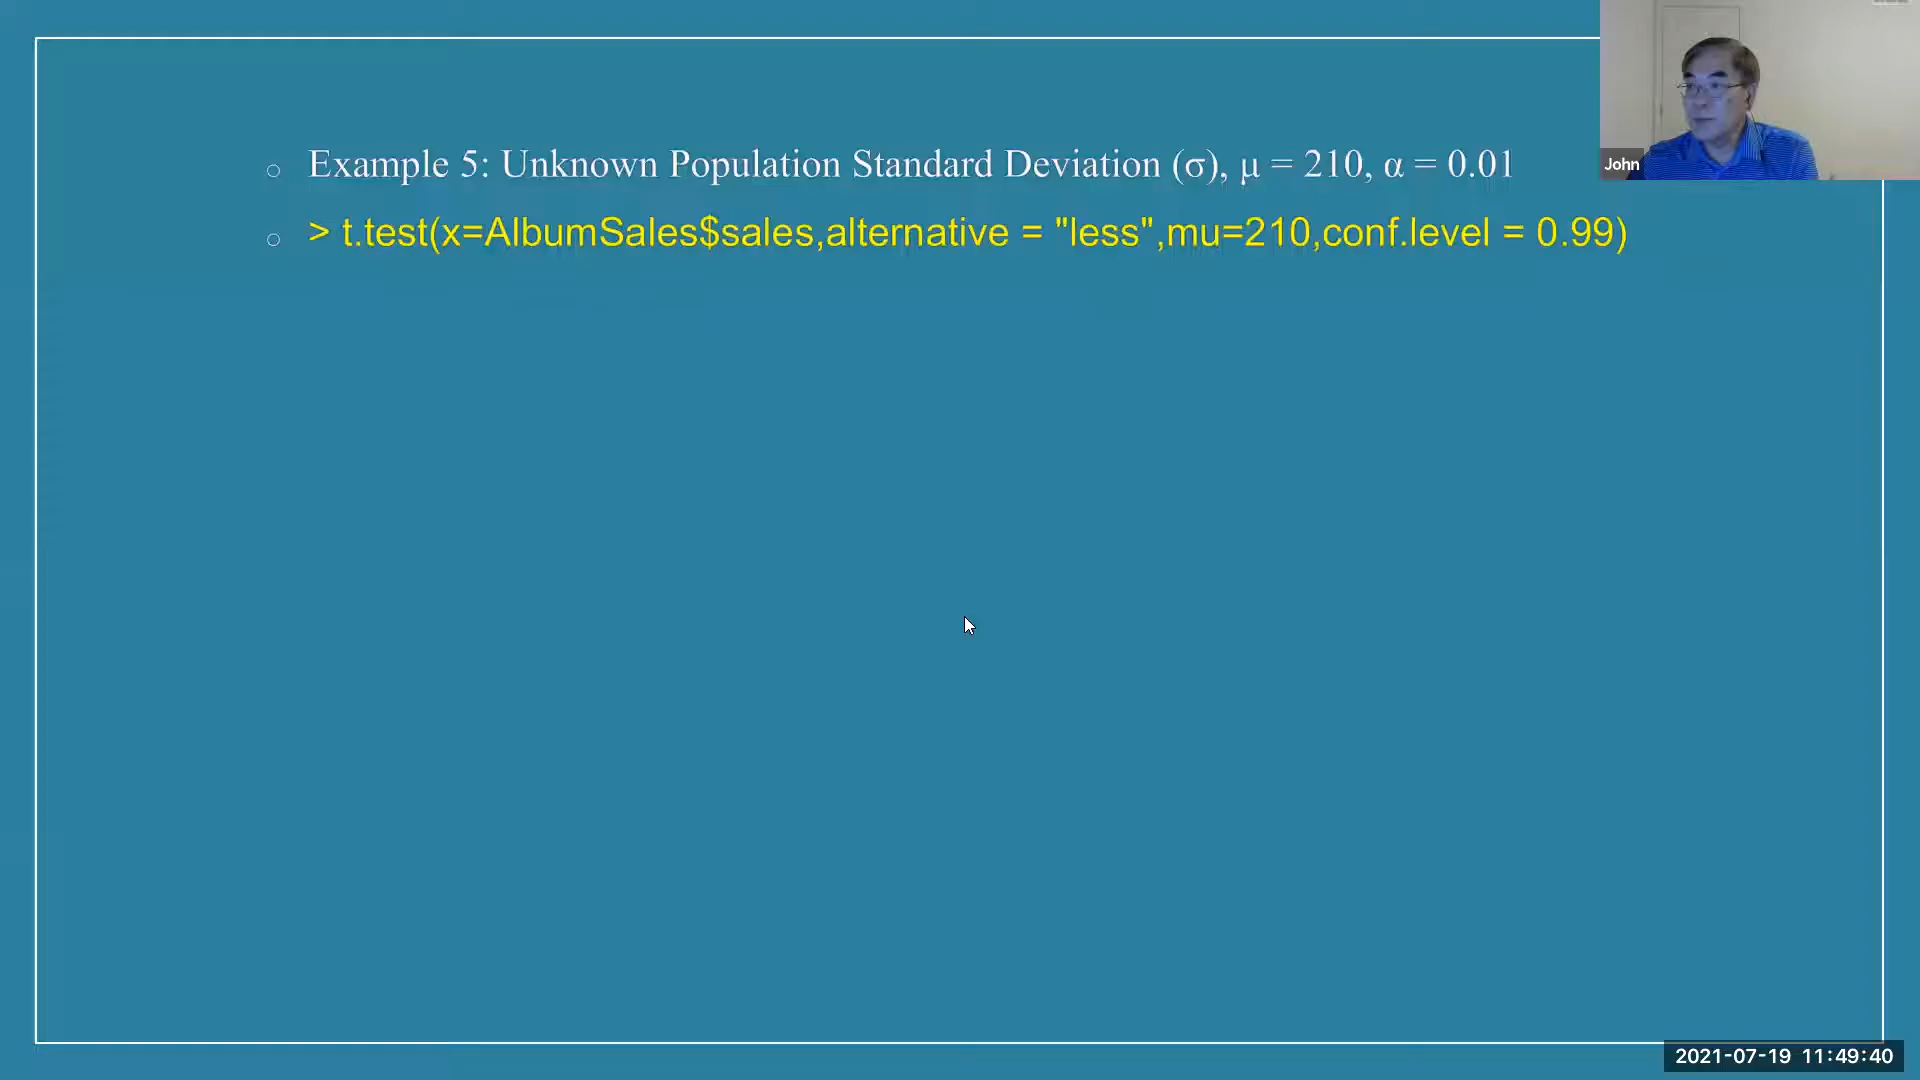 Example 5: Unknown Population Standard Deviation (σ), μ = 210, α = 0.01
> t.test(x=AlbumSales$sales,alternative = "less",mu=210,conf.level = 0.99)
John
2021-07-19 11:49:40